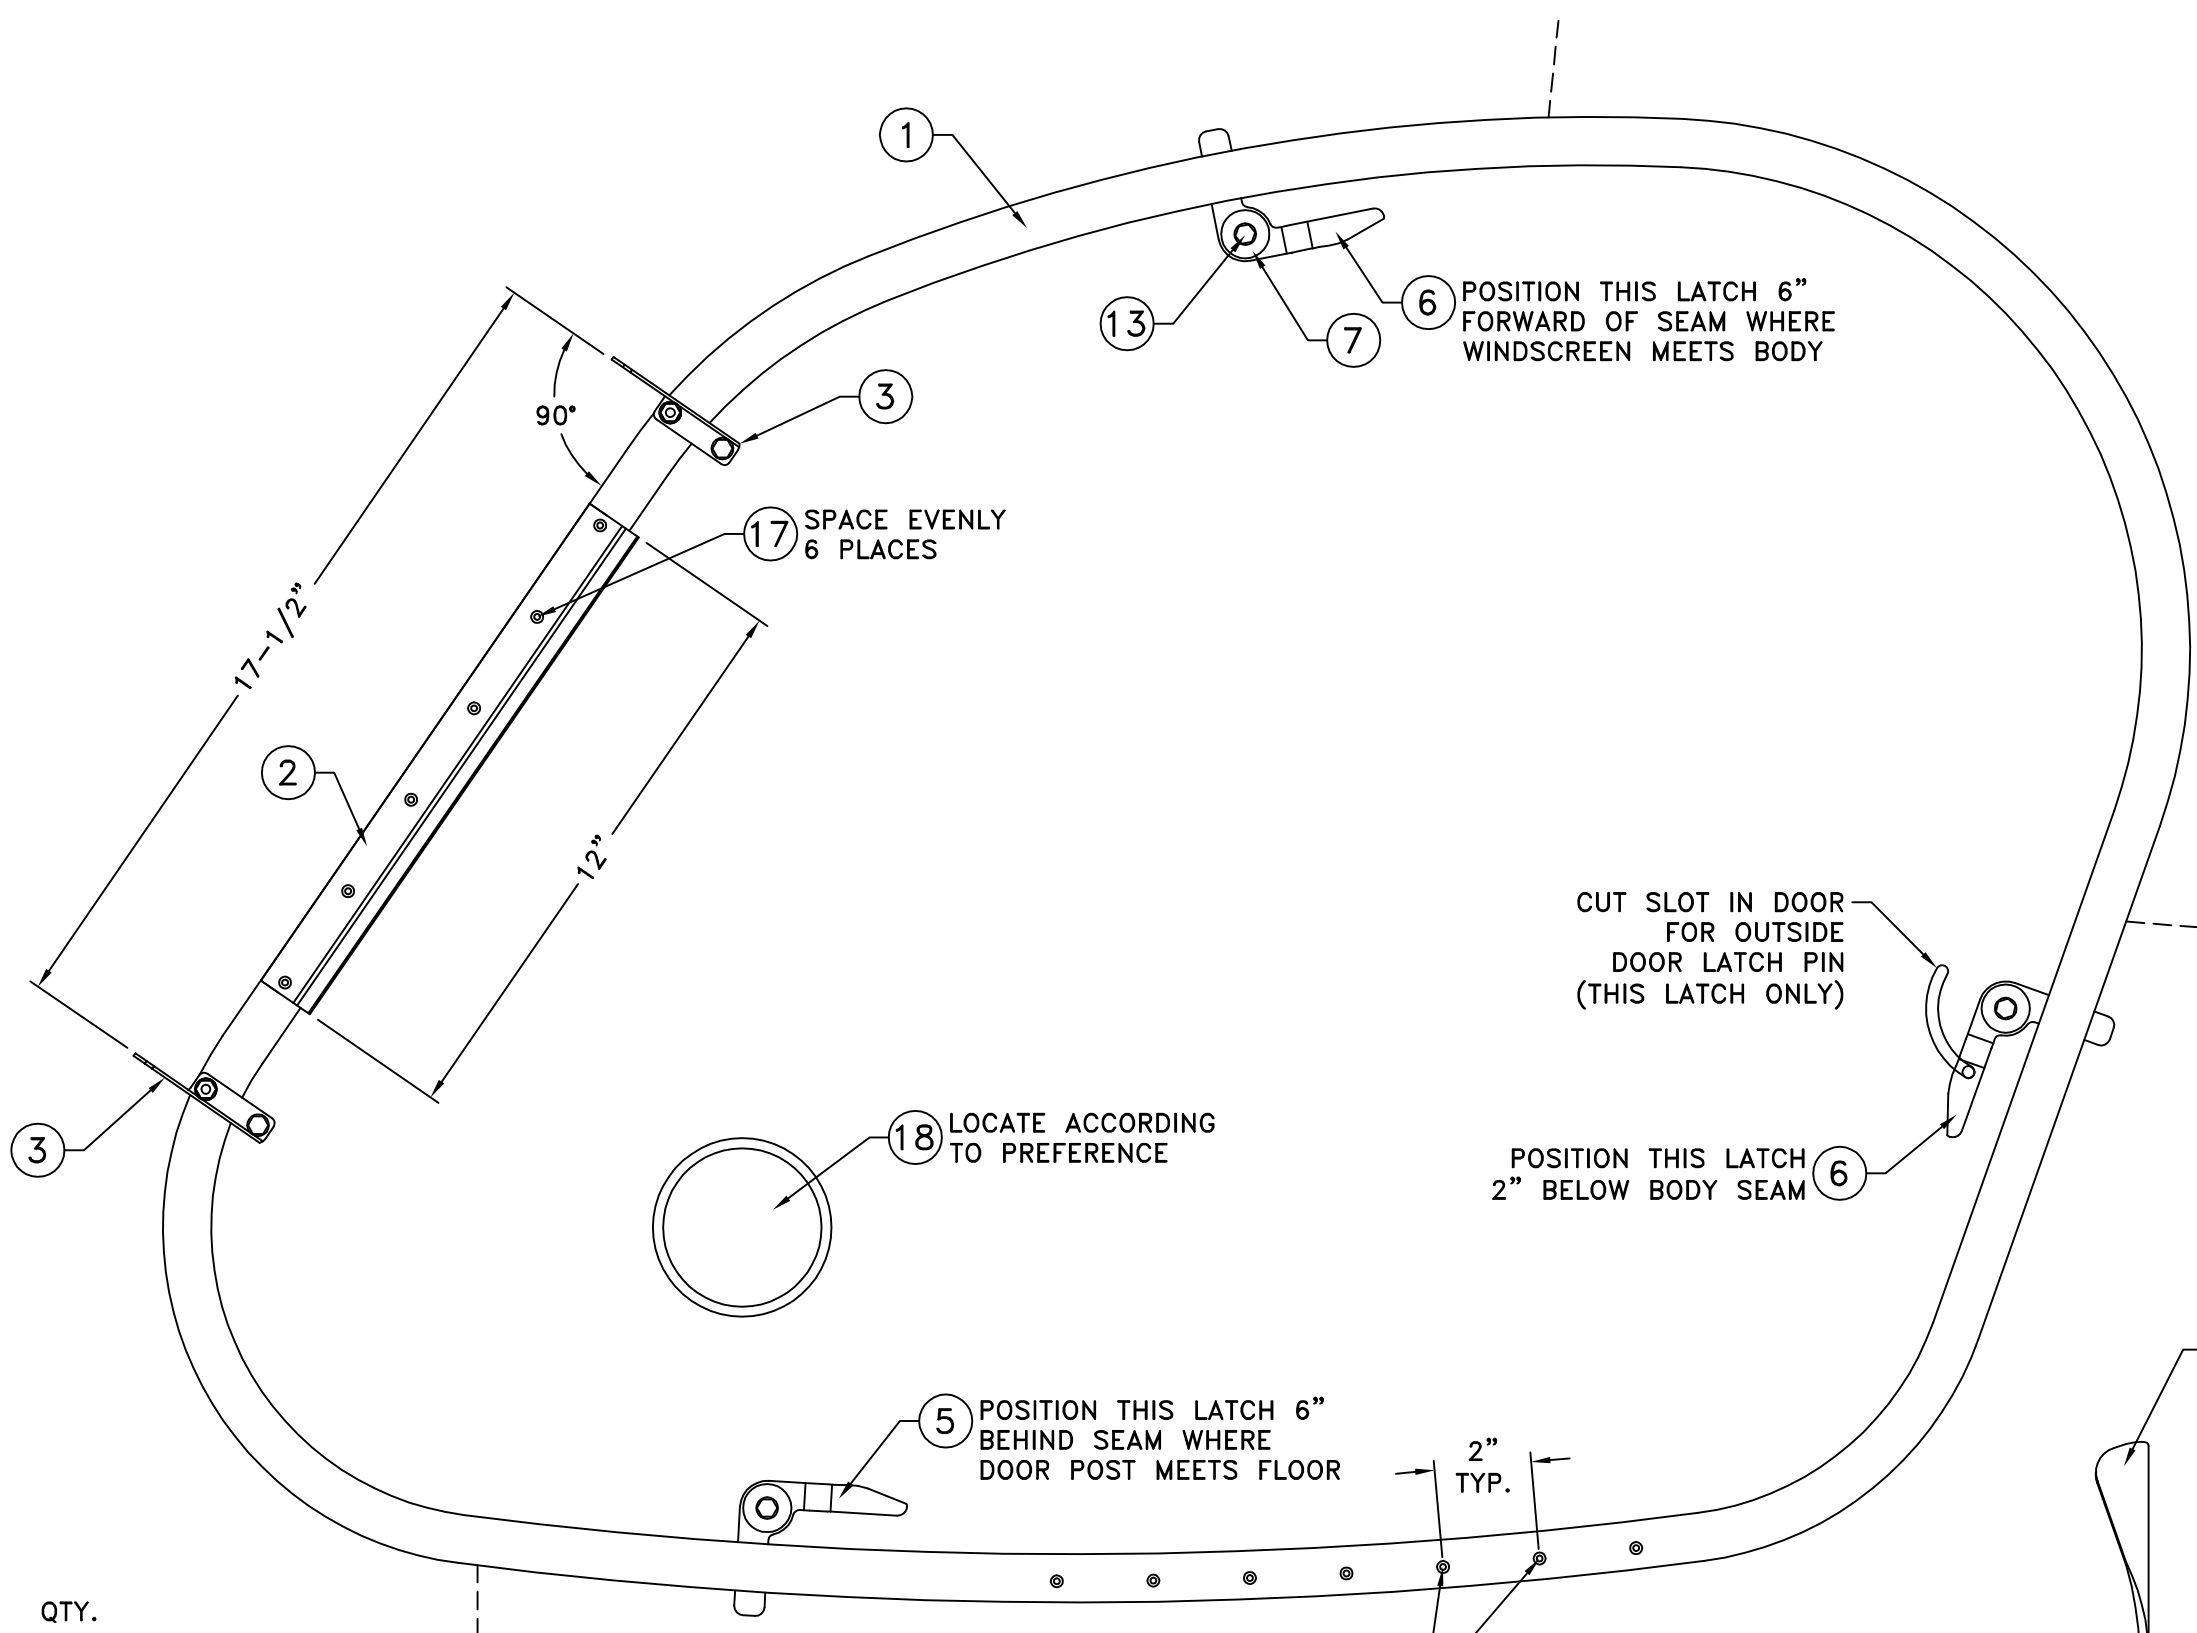 1
13
7
6
POSITION THIS LATCH 6”
FORWARD OF SEAM WHERE
WINDSCREEN MEETS BODY
3
90°
17
SPACE EVENLY
6 PLACES
17-1/2”
2
12”
CUT SLOT IN DOOR
FOR OUTSIDE
DOOR LATCH PIN
(THIS LATCH ONLY)
3
18
LOCATE ACCORDING
TO PREFERENCE
POSITION THIS LATCH
2” BELOW BODY SEAM
6
5
POSITION THIS LATCH 6”
BEHIND SEAM WHERE
DOOR POST MEETS FLOOR
2”
TYP.
QTY.